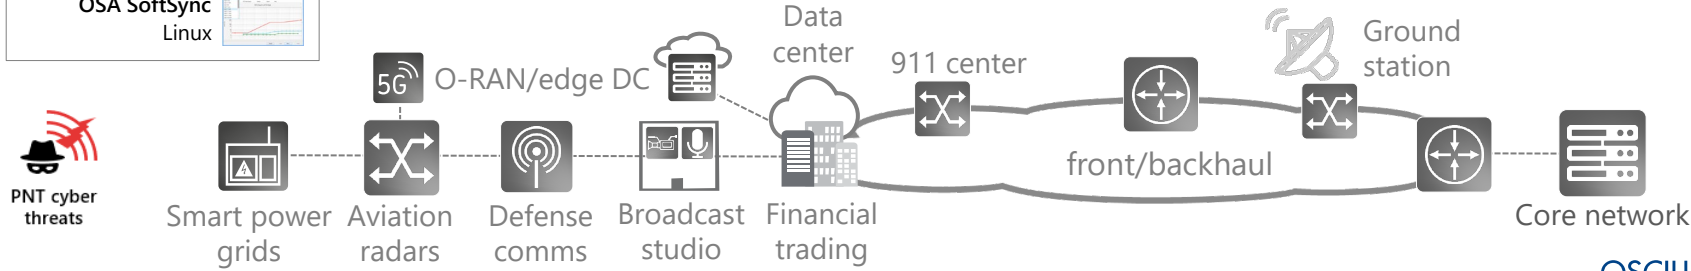 OSA SoftSync
Linux
Data
center
911 center
Ground
station
5G
O-RAN/edge DC
front/backhaul
PNT cyber
threats
Smart power
grids
Aviation
radars
Defense
comms
Broadcast
studio
Financial
trading
Core network